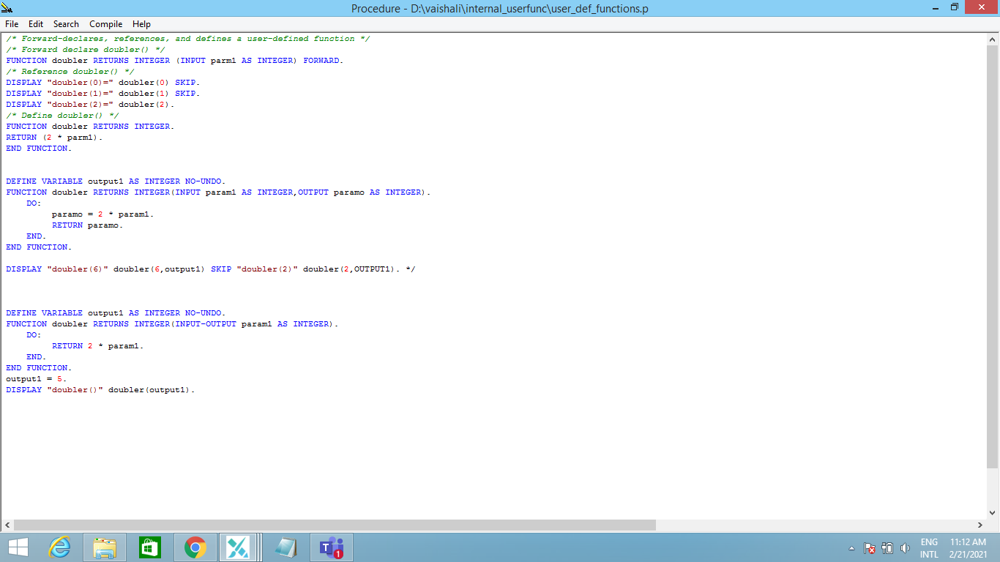 Procedure - D:\vaishali\internal_userfunc\user_def_functions.p
File Edit Search Compile Help
/* Forward-declares, references, and defines a user-defined function */
/* Forward declare doubler() */
FUNCTION doubler RETURNS INTEGER (INPUT parm1 AS INTEGER) FORWARD.
/* Reference doubler() */
DISPLAY "doubler(0)=" doubler(0) SKIP.
DISPLAY "doubler(1)=" doubler(1) SKIP.
DISPLAY "doubler(2)=" doubler(2).
/* Define doubler() */
FUNCTION doubler RETURNS INTEGER.
RETURN (2 * parm1).
END FUNCTION.
DEFINE VARIABLE output1 AS INTEGER NO-UNDO.
FUNCTION doubler RETURNS INTEGER(INPUT param1 AS INTEGER,OUTPUT paramo AS INTEGER).
DO:
paramo = 2 * param1.
RETURN paramo.
END.
END FUNCTION.
DISPLAY "doubler(6)" doubler(6,output1) SKIP "doubler(2)" doubler(2,OUTPUT1). */
DEFINE VARIABLE output1 AS INTEGER NO-UNDO.
FUNCTION doubler RETURNS INTEGER(INPUT-OUTPUT param1 AS INTEGER).
DO:
RETURN 2 * param1.
END.
END FUNCTION.
output1 = 5.
DISPLAY "doubler()" doubler(output1).
ENG 11:12 AM
INTL 2/21/2021